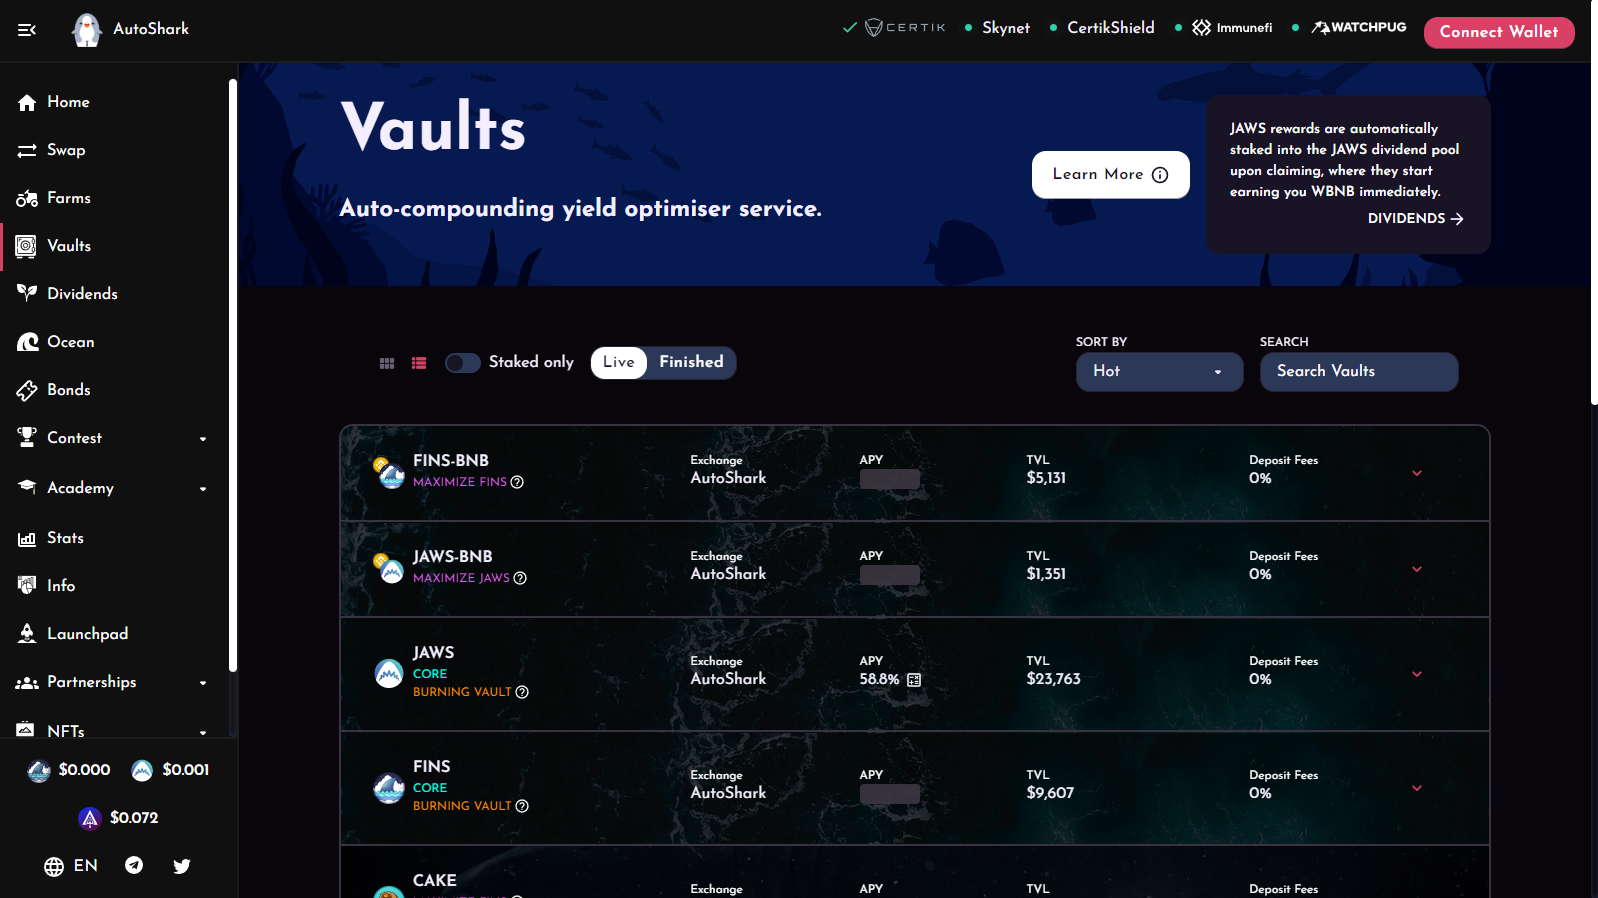 AutoShark
CERTIK
Skynet
CertikShield
Immunefi
WATCHPUG
Connect Wallet
Home
Swap
Farms
Vaults
Dividends
Ocean
Bonds
Contest
Academy
Stats
Info
Launchpad
Partnerships
NFTs
$0.000
$0.001
$0.072
EN
Vaults
Auto-compounding yield optimiser service.
Learn More
JAWS rewards are automatically
staked into the JAWS dividend pool
upon claiming, where they start
earning you WBNB immediately.
DIVIDENDS
Staked only
Live
Finished
SORT BY
Hot
SEARCH
Search Vaults
FINS-BNB
MAXIMIZE FINS
Exchange
AutoShark
APY
TVL
$5,131
Deposit Fees
0%
JAWS-BNB
MAXIMIZE JAWS
Exchange
AutoShark
APY
TVL
$1,351
Deposit Fees
0%
JAWS
CORE
BURNING VAULT
Exchange
AutoShark
APY
58.8%
TVL
$23,763
Deposit Fees
0%
FINS
CORE
BURNING VAULT
Exchange
AutoShark
APY
TVL
$9,607
Deposit Fees
0%
CAKE
Exchange
APY
TVL
Deposit Fees